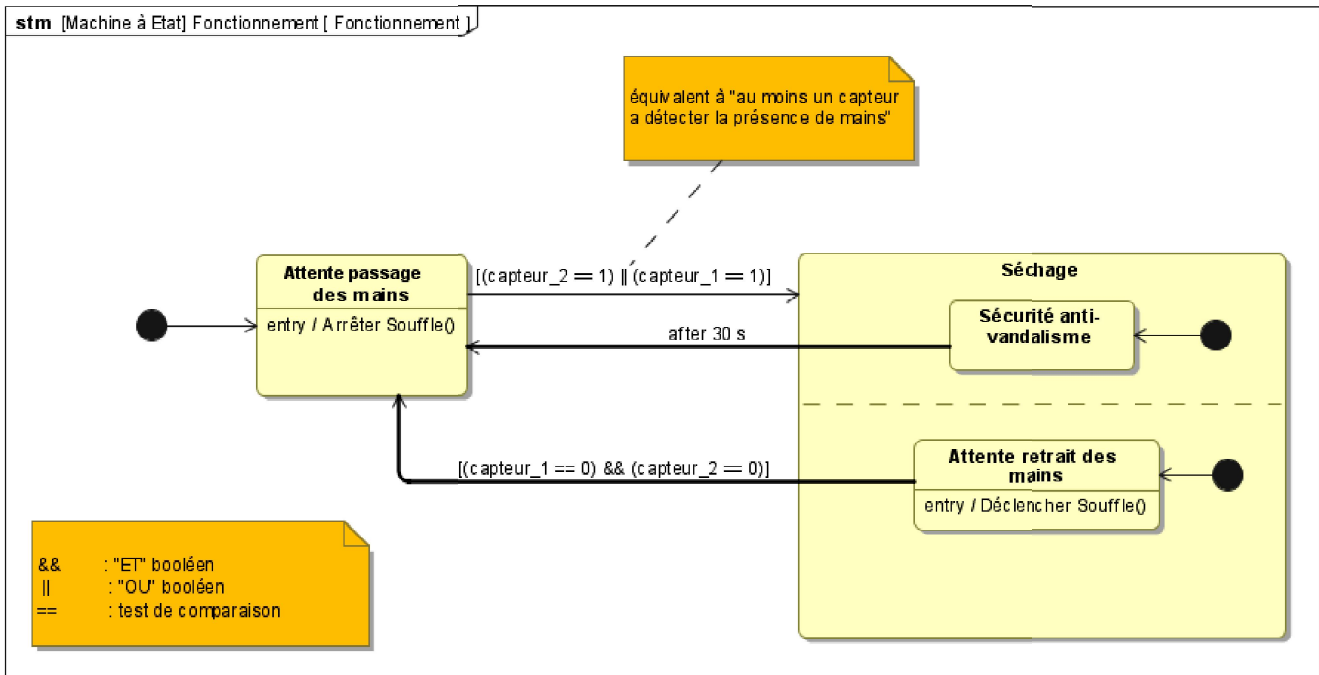 stm [Machine à Etat] Fonctionnement [ Fonctionnement ]
équivalent à "au moins un capteur
a détecter la présence de mains"
Attente passage
des mains
entry / Arrêter Souffle()
[(capteur_2 == 1) || (capteur_1 == 1)]
Séchage
Sécurité anti-
vandalisme
after 30 s
[(capteur_1 == 0) && (capteur_2 == 0)]
Attente retrait des
mains
entry / Déclencher Souffle()
&& : "ET" booléen
|| : "OU" booléen
== : test de comparaison